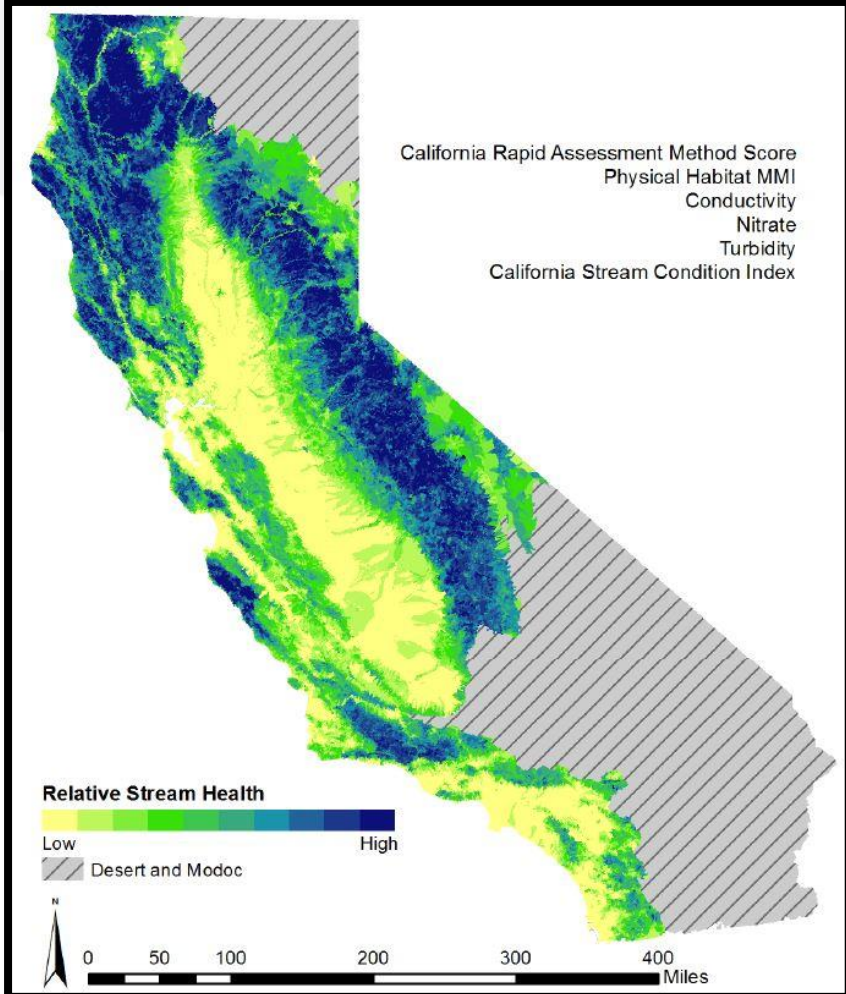 California Rapid Assessment Method Score
Physical Habitat MMI
Conductivity
Nitrate
Turbidity
California Stream Condition Index
Relative Stream Health
Low High
Desert and Modoc
N
0 50 100 200 300 400
Miles